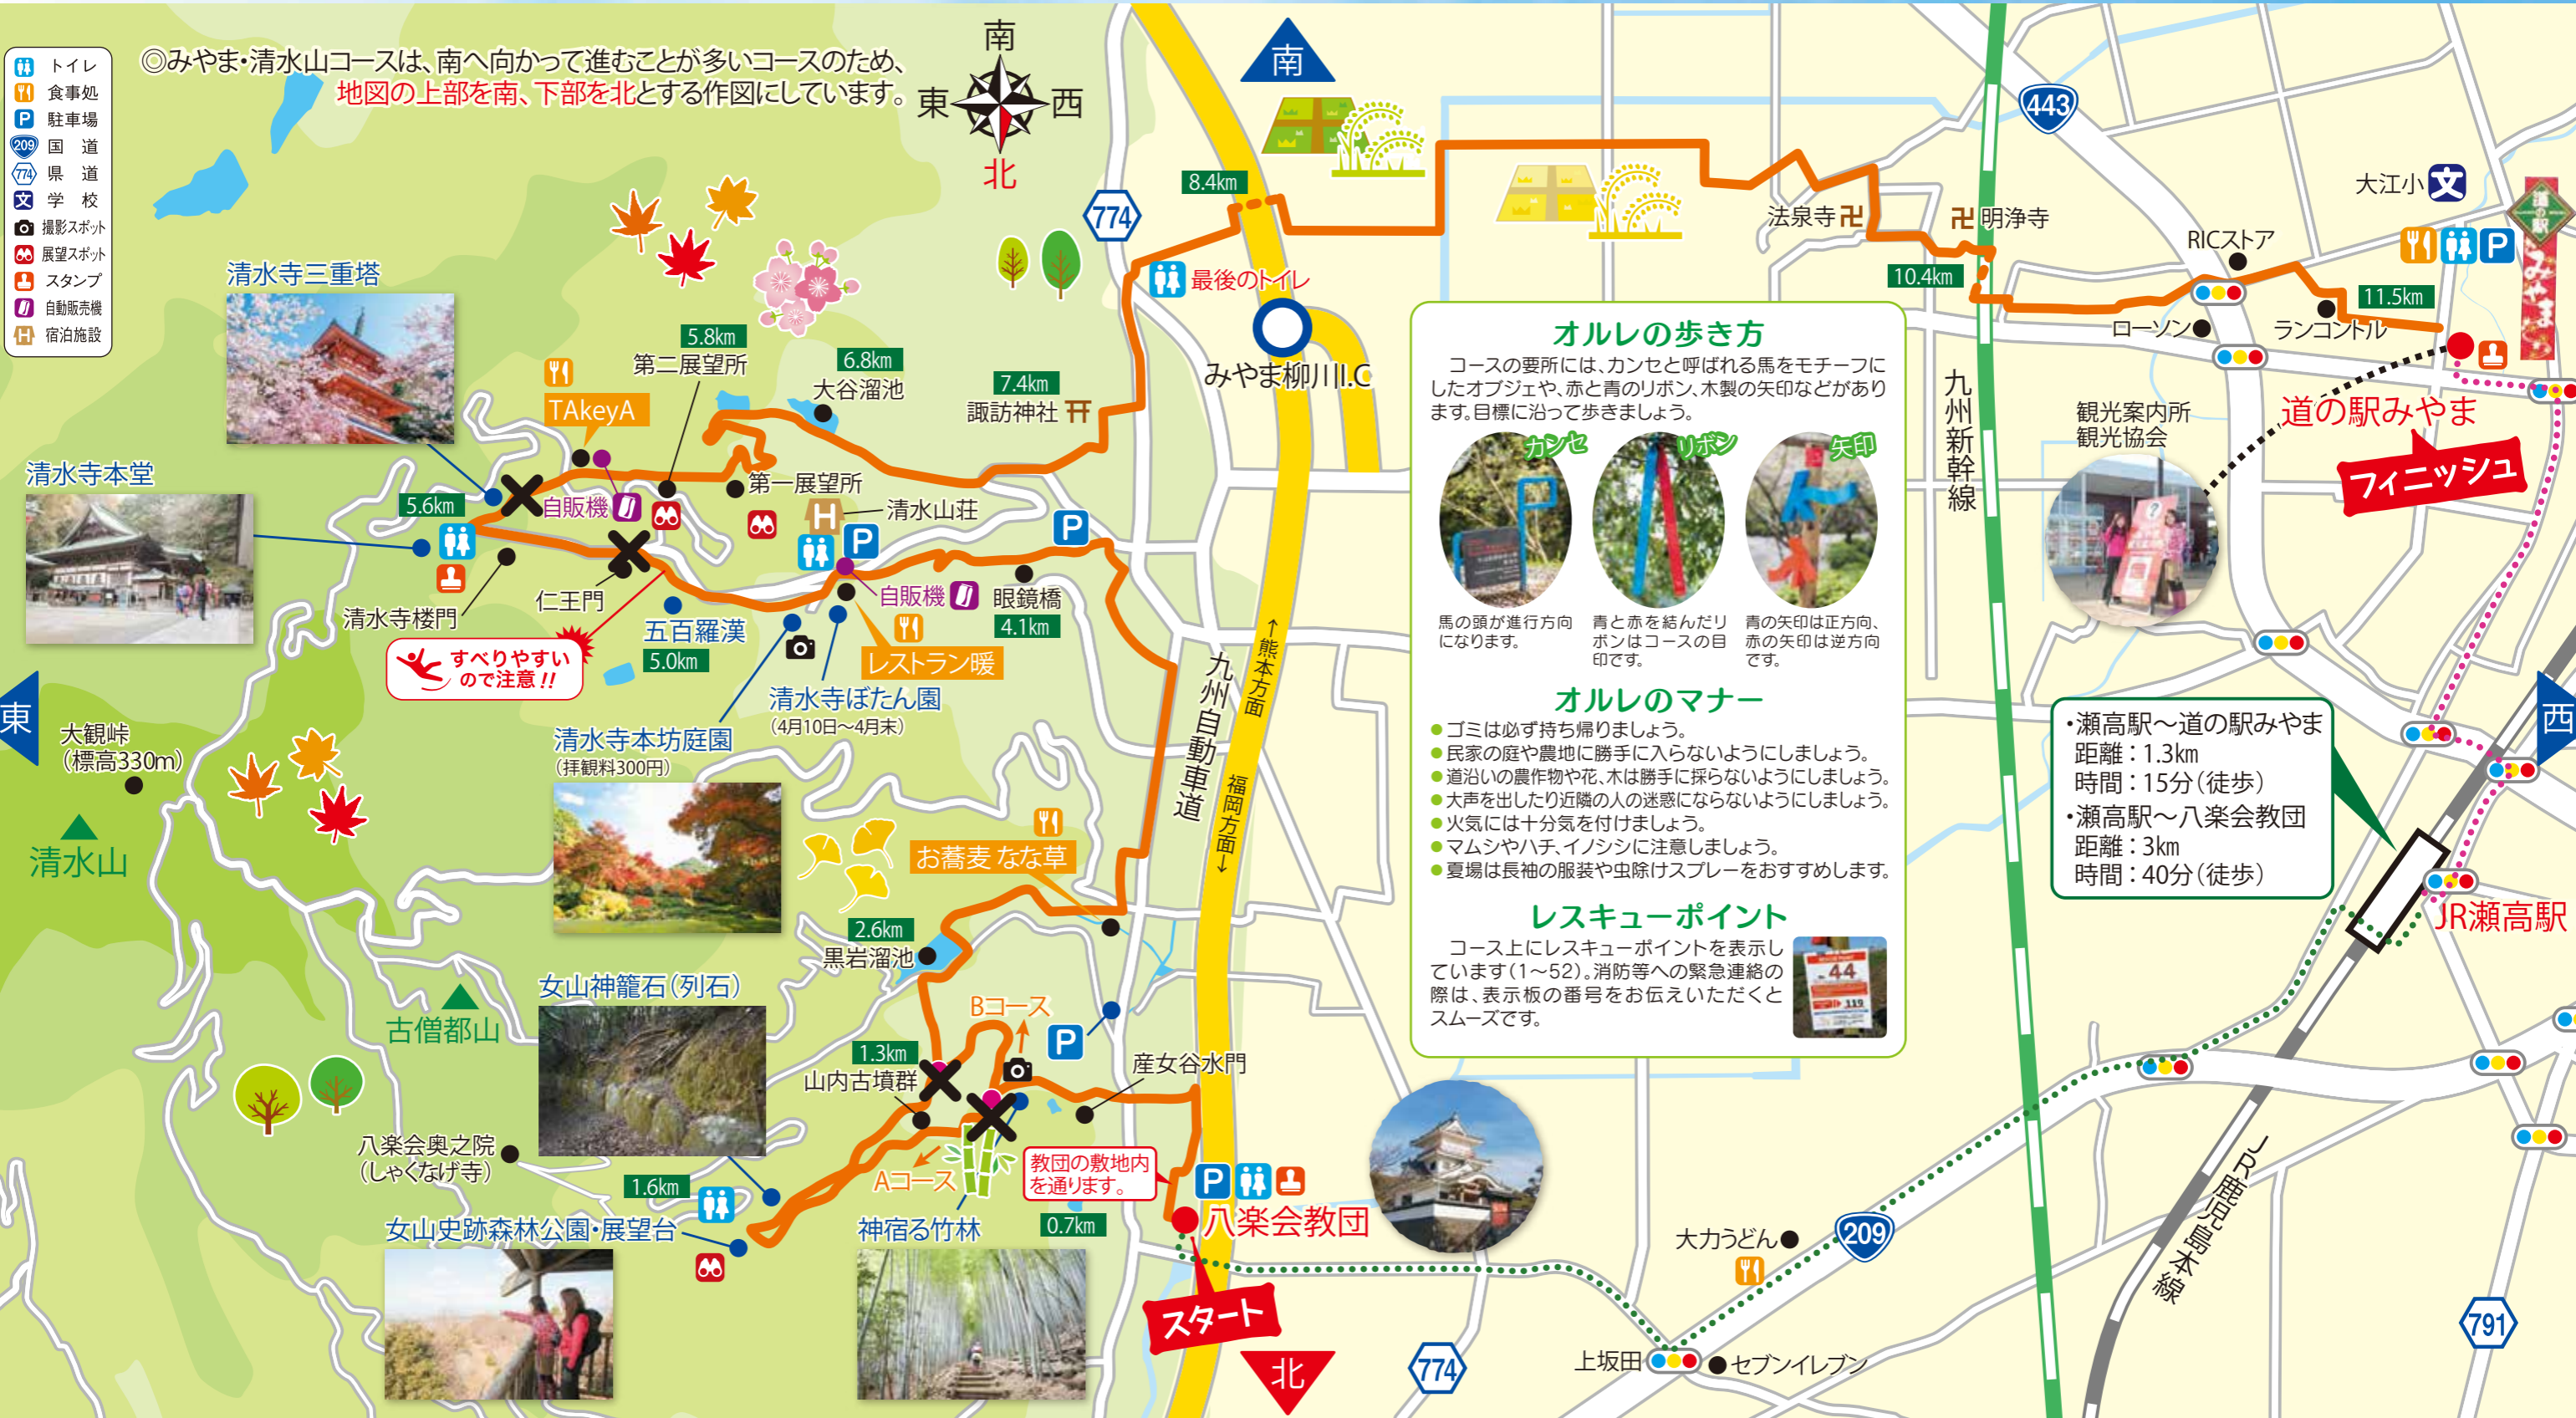 トイレ
食事処
P 駐車場
209 国道
774 県道
文 学校
撮影スポット
展望スポット
スタンプ
自動販売機
H 宿泊施設
◎みやま・清水山コースは、南へ向かって進むことが多いコースのため、
地図の上部を南、下部を北とする作図にしています。
南
東
西
北
南
443
774
8.4km
最後のトイレ
みやま柳川I.C
法泉寺
明浄寺
10.4km
大江小 文
道の駅
みやま
P
RICストア
11.5km
ローソン
ランコントル
道の駅みやま
フィニッシュ
観光案内所
観光協会
九州新幹線
清水寺三重塔
5.8km
第二展望所
6.8km
大谷溜池
7.4km
諏訪神社
TAkeyA
清水寺本堂
5.6km
自販機
第一展望所
H
清水山荘
P
P
清水寺楼門
仁王門
すべりやすい
ので注意!!
五百羅漢
5.0km
自販機
眼鏡橋
4.1km
レストラン暖
清水寺ぼたん園
(4月10日～4月末)
清水寺本坊庭園
(拝観料300円)
九州自動車道
↑熊本方面
福岡方面↓
東
大観峠
(標高330m)
清水山
お蕎麦 なな草
2.6km
黒岩溜池
古僧都山
女山神籠石(列石)
Bコース
P
1.3km
山内古墳群
産女谷水門
八楽会奥之院
(しゃくなげ寺)
Aコース
教団の敷地内
を通ります。
1.6km
0.7km
女山史跡森林公園・展望台
神宿る竹林
P
八楽会教団
スタート
北
オルレの歩き方
コースの要所には、カンセと呼ばれる馬をモチーフに
したオブジェや、赤と青のリボン、木製の矢印などがあり
ます。目標に沿って歩きましょう。
カンセ
リボン
矢印
馬の頭が進行方向
になります。
青と赤を結んだリ
ボンはコースの目
印です。
青の矢印は正方向、
赤の矢印は逆方向
です。
オルレのマナー
●ゴミは必ず持ち帰りましょう。
●民家の庭や農地に勝手に入らないようにしましょう。
●道沿いの農作物や花、木は勝手に採らないようにしましょう。
●大声を出したり近隣の人の迷惑にならないようにしましょう。
●火気には十分気を付けましょう。
●マムシやハチ、イノシシに注意しましょう。
●夏場は長袖の服装や虫除けスプレーをおすすめします。
レスキューポイント
コース上にレスキューポイントを表示し
ています(1～52)。消防等への緊急連絡の
際は、表示板の番号をお伝えいただくと
スムーズです。
44
119
西
・瀬高駅～道の駅みやま
距離：1.3km
時間：15分(徒歩)
・瀬高駅～八楽会教団
距離：3km
時間：40分(徒歩)
JR瀬高駅
JR鹿児島本線
大力うどん
209
上坂田
セブンイレブン
774
791